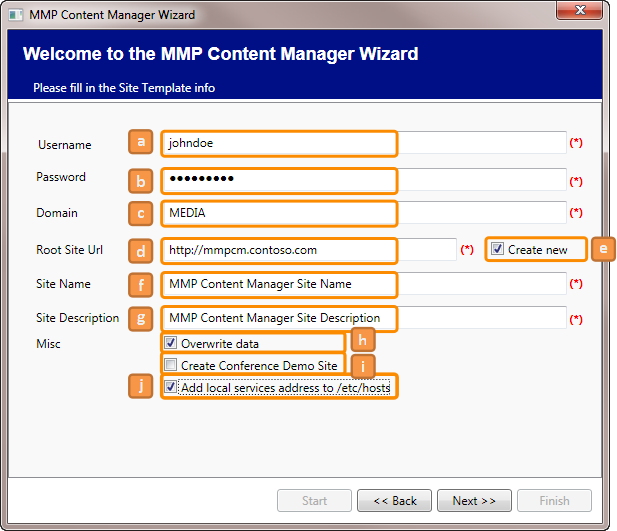 MMP Content Manager Wizard
x
Welcome to the MMP Content Manager Wizard
Please fill in the Site Template info
Username a johndoe (*)
Password b ●●●●●●●●● (*)
Domain c MEDIA (*)
Root Site Url d http://mmpcm.contoso.com (*) Create new e
Site Name f MMP Content Manager Site Name (*)
Site Description g MMP Content Manager Site Description (*)
Misc Overwrite data h
Create Conference Demo Site i
j Add local services address to /etc/hosts
Start << Back Next >> Finish